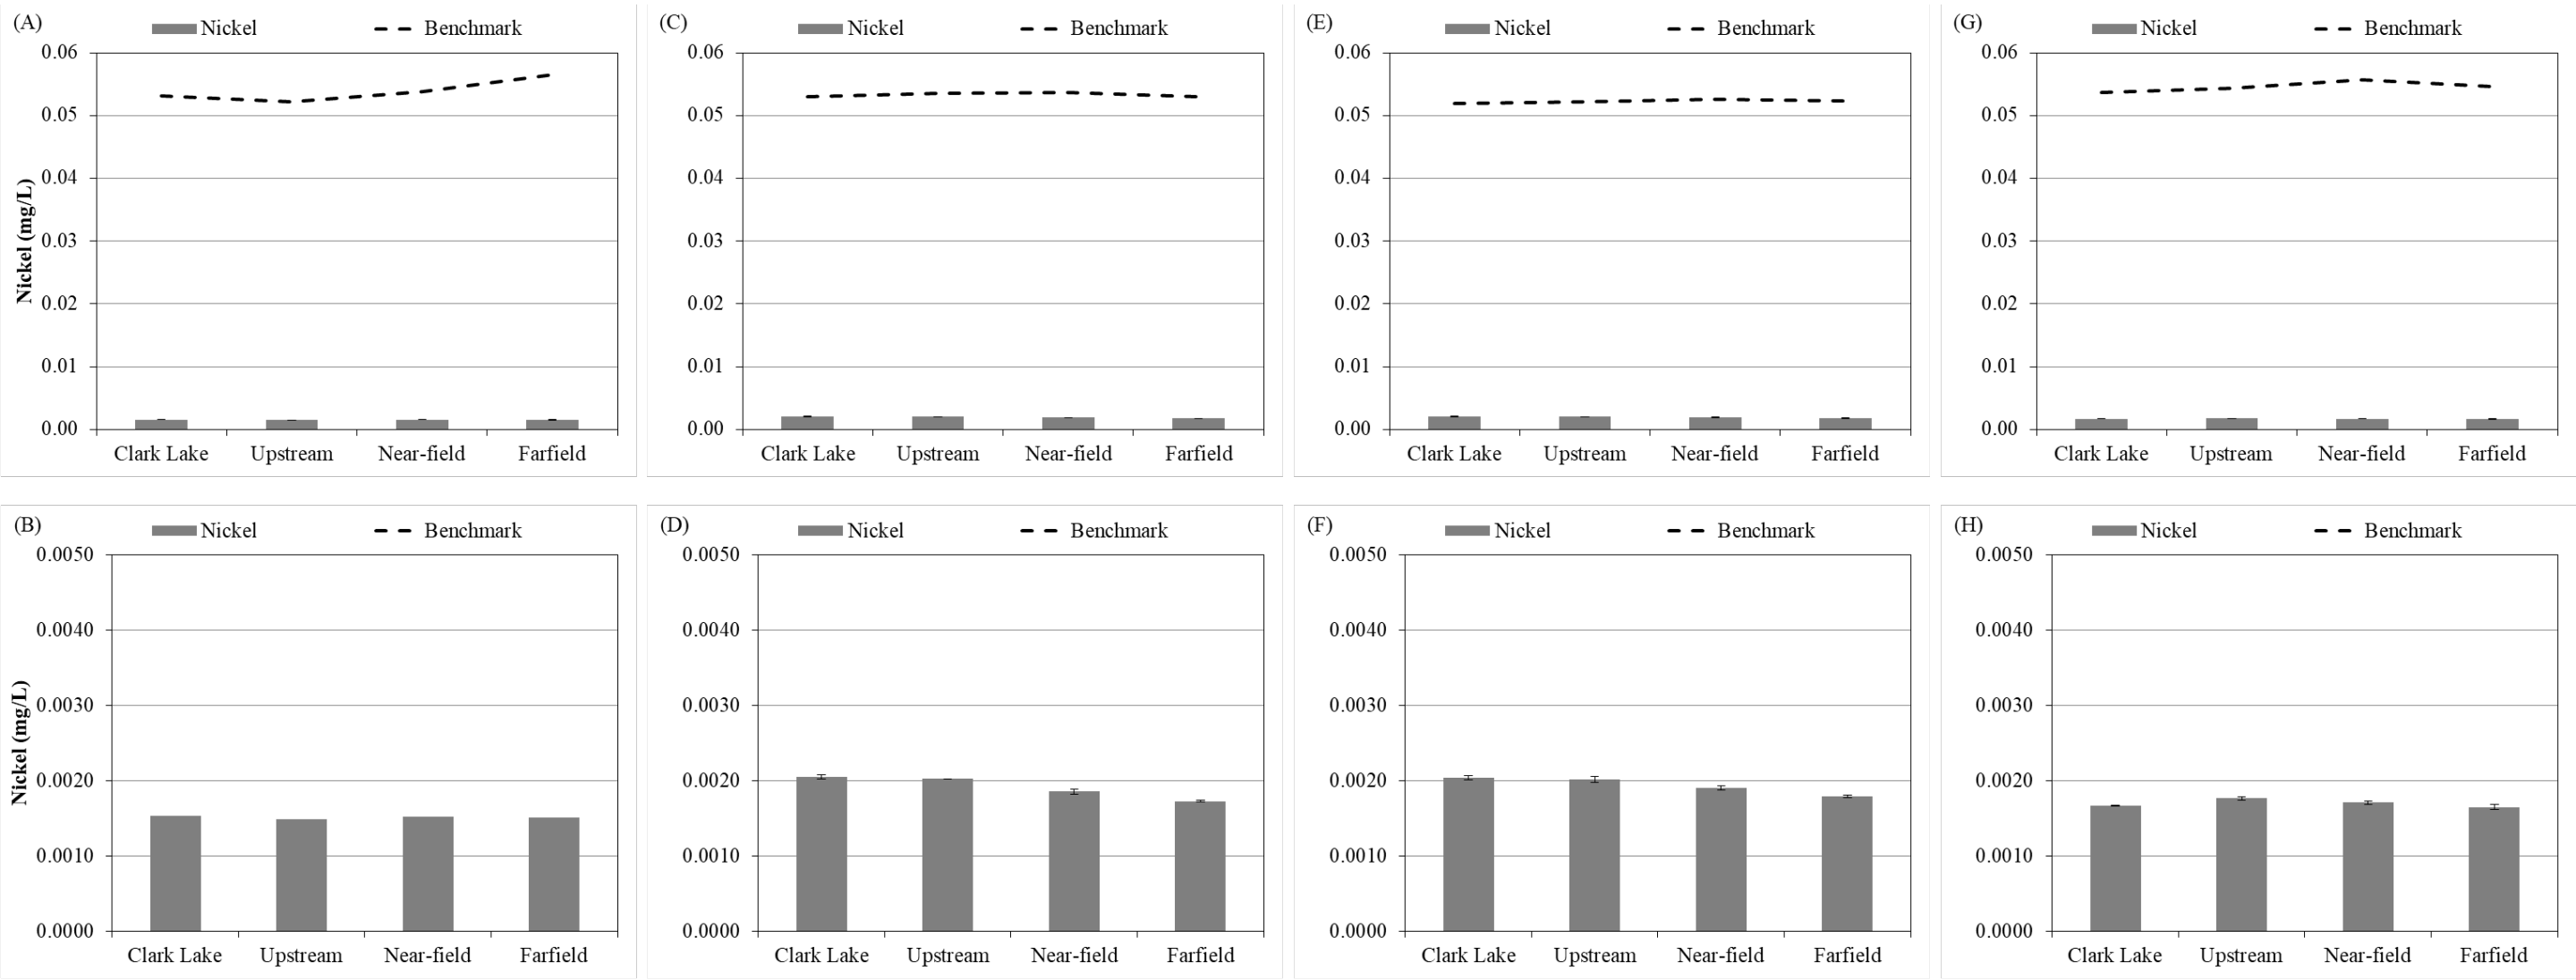 (A) Nickel Benchmark
0.06
0.05
0.04
0.03
0.02
0.01
0.00
Nickel (mg/L)
Clark Lake Upstream Near-field Farfield
(C) Nickel Benchmark
0.06
0.05
0.04
0.03
0.02
0.01
0.00
Clark Lake Upstream Near-field Farfield
(E) Nickel Benchmark
0.06
0.05
0.04
0.03
0.02
0.01
0.00
Clark Lake Upstream Near-field Farfield
(G) Nickel Benchmark
0.06
0.05
0.04
0.03
0.02
0.01
0.00
Clark Lake Upstream Near-field Farfield
(B) Nickel Benchmark
0.0050
0.0040
0.0030
0.0020
0.0010
0.0000
Nickel (mg/L)
Clark Lake Upstream Near-field Farfield
(D) Nickel Benchmark
0.0050
0.0040
0.0030
0.0020
0.0010
0.0000
Clark Lake Upstream Near-field Farfield
(F) Nickel Benchmark
0.0050
0.0040
0.0030
0.0020
0.0010
0.0000
Clark Lake Upstream Near-field Farfield
(H) Nickel Benchmark
0.0050
0.0040
0.0030
0.0020
0.0010
0.0000
Clark Lake Upstream Near-field Farfield